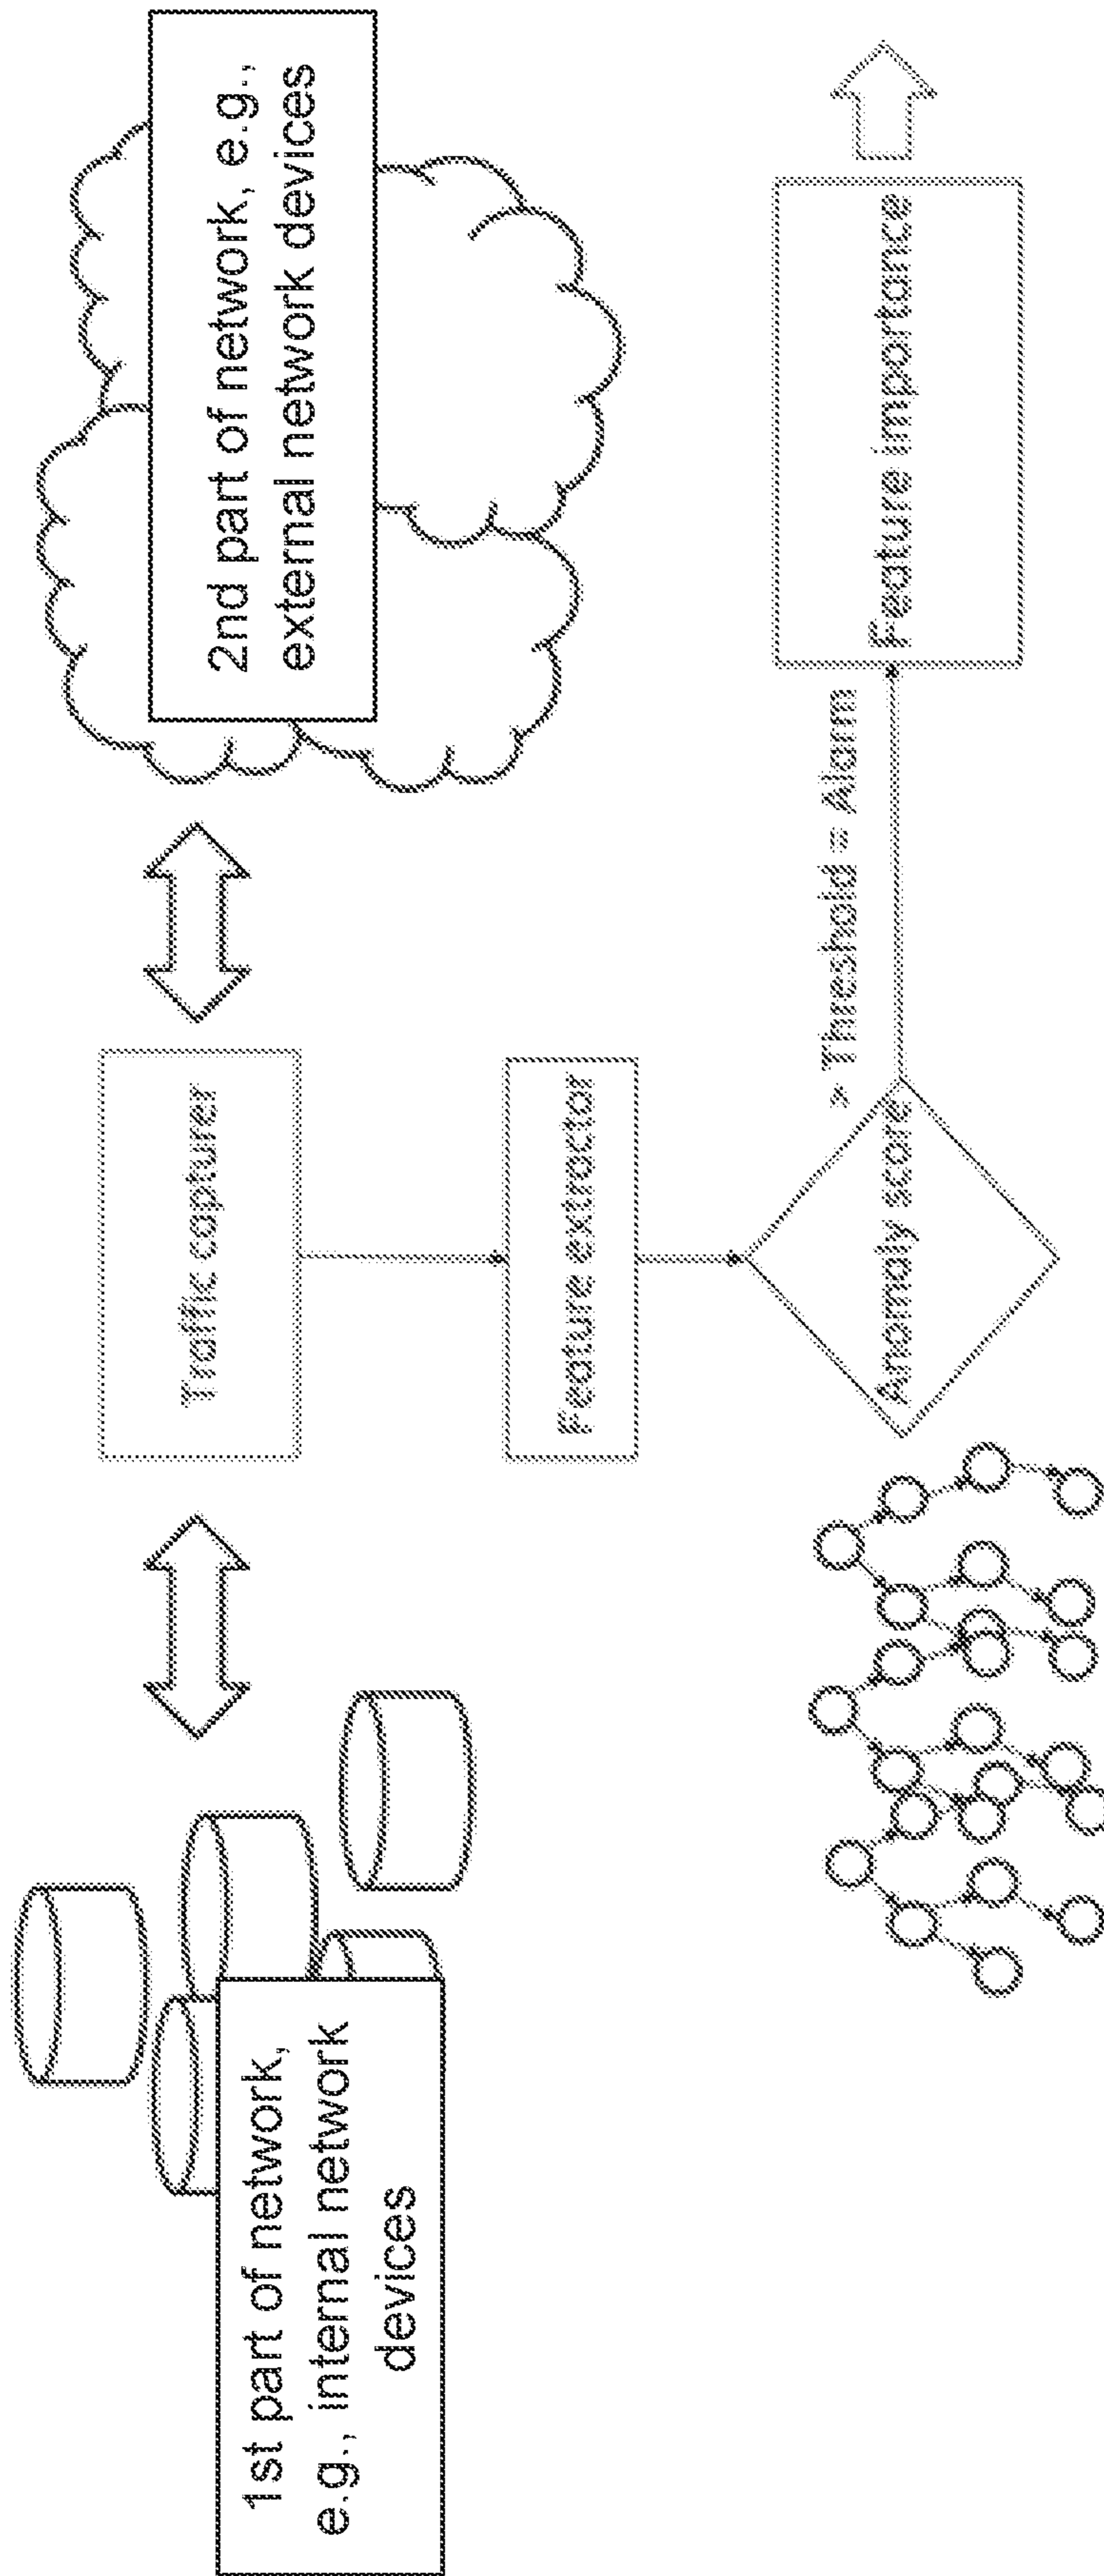 1st part of network,
e.g., internal network
devices
Traffic capturer
2nd part of network, e.g.,
external network devices
Feature extractor
Anomaly score
> Threshold = Alarm
Feature importance